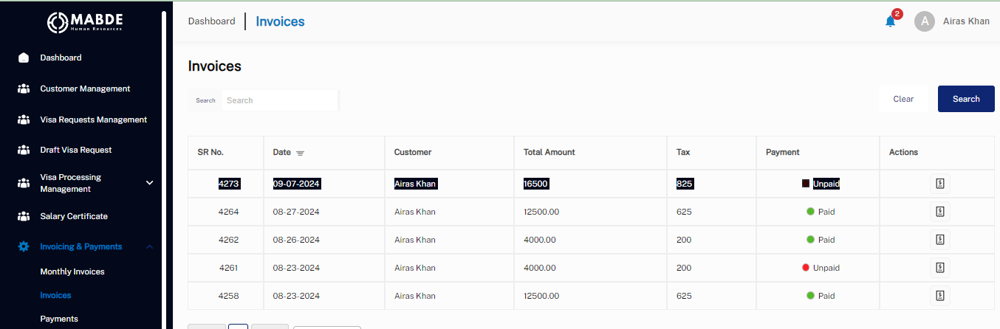 MABDE
Human Resources
Dashboard
Customer Management
Visa Requests Management
Draft Visa Request
Visa Processing
Management
Salary Certificate
Invoicing & Payments
Monthly Invoices
Invoices
Payments
Dashboard Invoices 2 A Airas Khan
Invoices
Search Search Clear Search
SR No. Date Customer Total Amount Tax Payment Actions
4273 09-07-2024 Airas Khan 16500 825 Unpaid
4264 08-27-2024 Airas Khan 12500.00 625 Paid
4262 08-26-2024 Airas Khan 4000.00 200 Paid
4261 08-23-2024 Airas Khan 4000.00 200 Unpaid
4258 08-23-2024 Airas Khan 12500.00 625 Paid